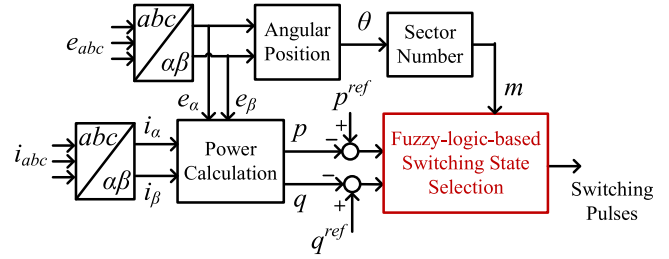 abc
αβ
e_abc
Angular
Position
θ
Sector
Number
m
e_α
e_β
p^ref
abc
αβ
i_abc
i_α
i_β
Power
Calculation
p
q
−
+
−
+
q^ref
Fuzzy-logic-based
Switching State
Selection
Switching
Pulses